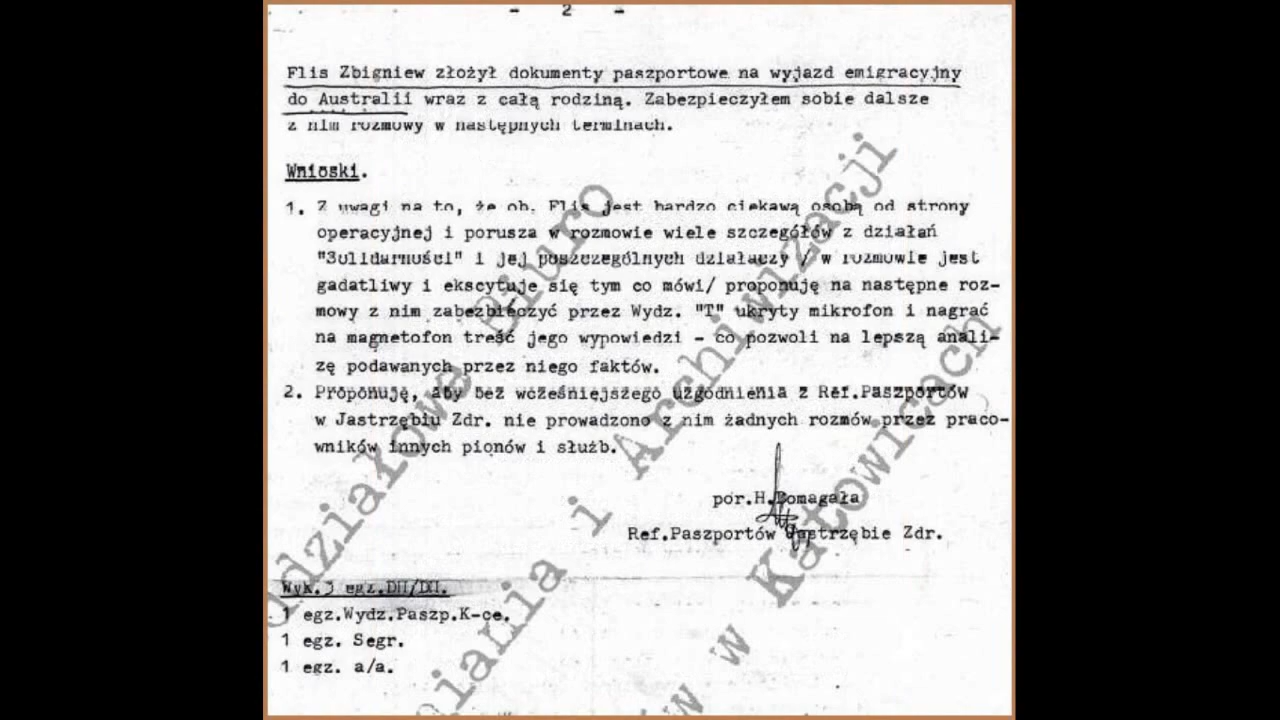 - 2 -
Flis Zbigniew złożył dokumenty paszportowe na wyjazd emigracyjny
do Australii wraz z całą rodziną. Zabezpieczyłem sobie dalsze
z nim rozmowy w następnych terminach.
Wnioski.
1. Z uwagi na to, że ob. Flis jest bardzo ciekawą osobą od strony
operacyjnej i porusza w rozmowie wiele szczegółów z działań
"Solidarności" i jej poszczególnych działaczy / w rozmowie jest
gadatliwy i ekscytuje się tym co mówi/ proponuję na następne roz-
mowy z nim zabezbieczyć przez Wydz. "T" ukryty mikrofon i nagrać
na magnetofon treść jego wypowiedzi - co pozwoli na lepszą anali-
zę podawanych przez niego faktów.
2. Proponuję, aby bez wcześniejszego uzgodnienia z Ref.Paszportów
w Jastrzębiu Zdr. nie prowadzono z nim żadnych rozmów przez praco-
wników innych pionów i służb.
por.H.Domagała
Ref.Paszportów Jastrzębie Zdr.
Wyk.3 egz.DH/DH.
1 egz.Wydz.Paszp.K-ce.
1 egz. Segr.
1 egz. a/a.
Biuro
i Archiwizacji
w Katowicach